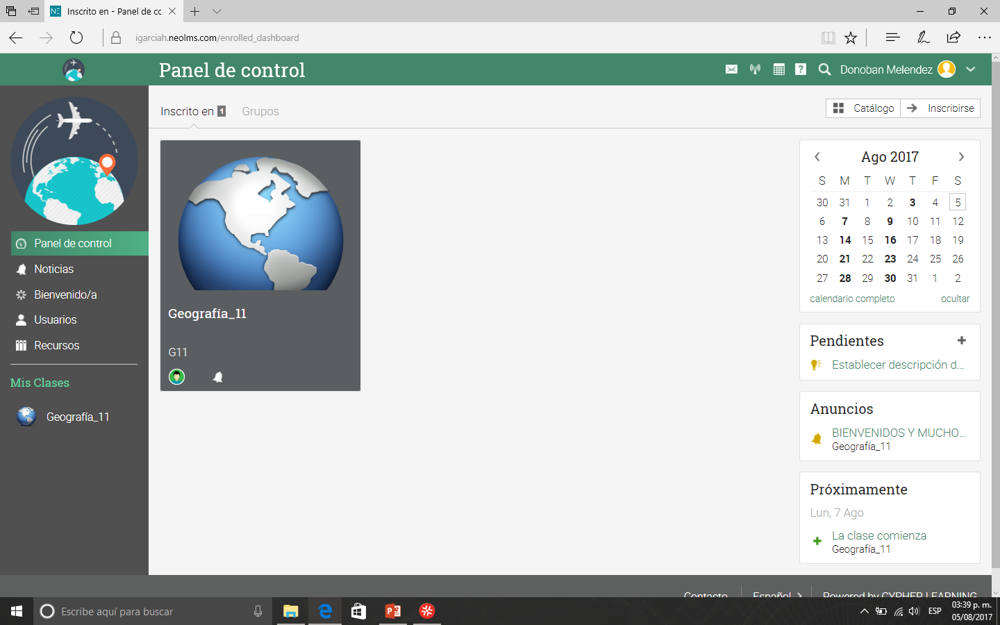 NE Inscrito en - Panel de cc
igarciah.neolms.com/enrolled_dashboard
Panel de control
? Donoban Melendez
Inscrito en 1 Grupos
Catálogo Inscribirse
Panel de control
Noticias
Bienvenido/a
Usuarios
Recursos
Mis Clases
Geografía_11
Geografía_11
G11
Ago 2017
S M T W T F S
30 31 1 2 3 4 5
6 7 8 9 10 11 12
13 14 15 16 17 18 19
20 21 22 23 24 25 26
27 28 29 30 31 1 2
calendario completo ocultar
Pendientes
Establecer descripción d...
Anuncios
BIENVENIDOS Y MUCHO...
Geografía_11
Próximamente
Lun, 7 Ago
La clase comienza
Geografía_11
Contacto Español Powered by CYPHER LEARNING
Escribe aquí para buscar
ESP
03:39 p. m.
05/08/2017